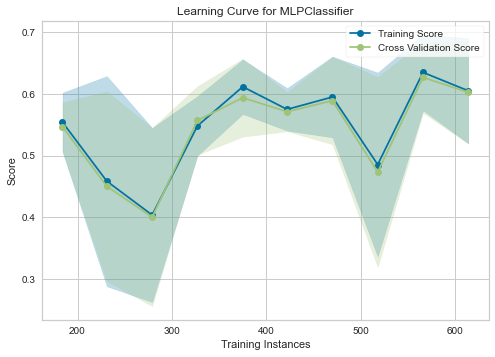 Learning Curve for MLPClassifier
Training Score
Cross Validation Score
Score
0.7
0.6
0.5
0.4
0.3
200 300 400 500 600
Training Instances